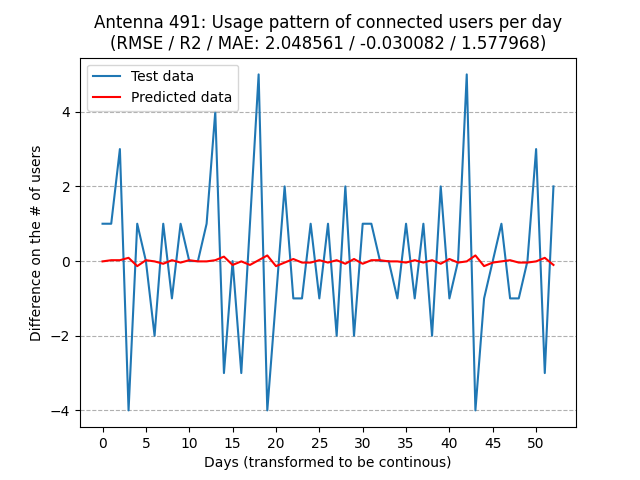 Antenna 491: Usage pattern of connected users per day
(RMSE / R2 / MAE: 2.048561 / -0.030082 / 1.577968)
Test data
Predicted data
Difference on the # of users
4
2
0
−2
−4
0 5 10 15 20 25 30 35 40 45 50
Days (transformed to be continous)